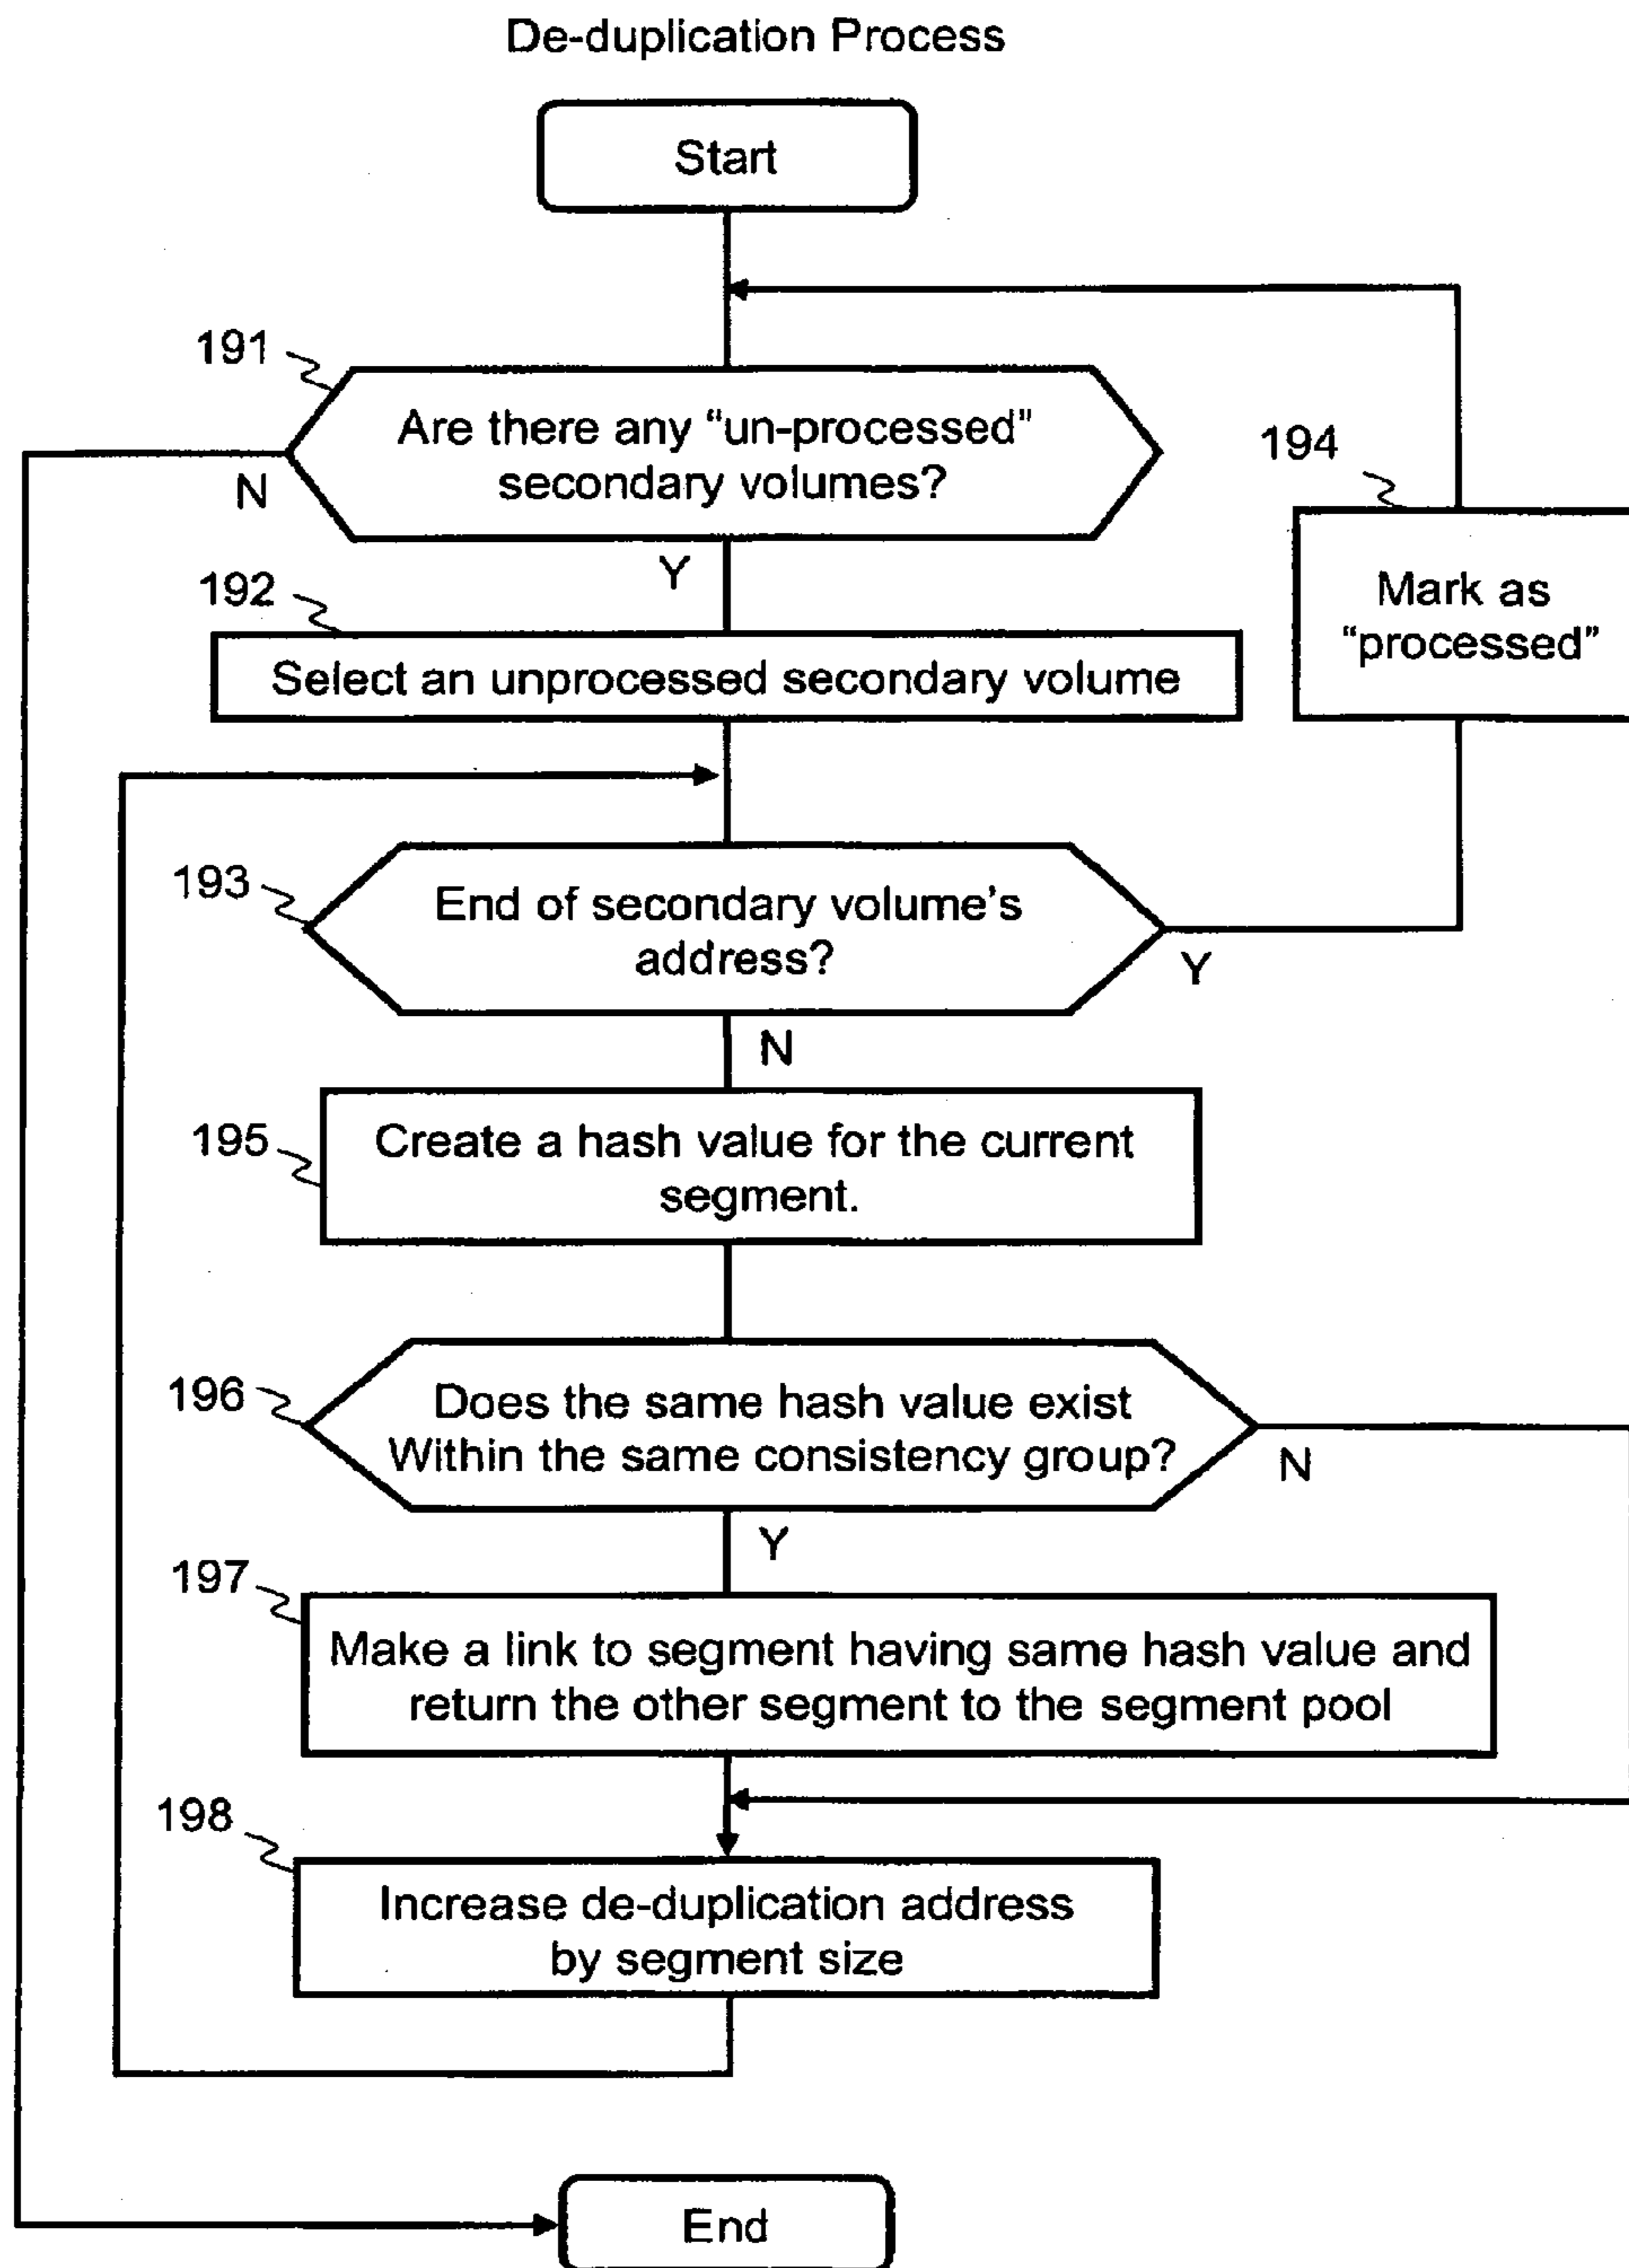 De-duplication Process
Start
191
Are there any “un-processed”
secondary volumes?
N
Y
194
Mark as
“processed”
192
Select an unprocessed secondary volume
193
End of secondary volume’s
address?
Y
N
195
Create a hash value for the current
segment.
196
Does the same hash value exist
Within the same consistency group?
N
Y
197
Make a link to segment having same hash value and
return the other segment to the segment pool
198
Increase de-duplication address
by segment size
End